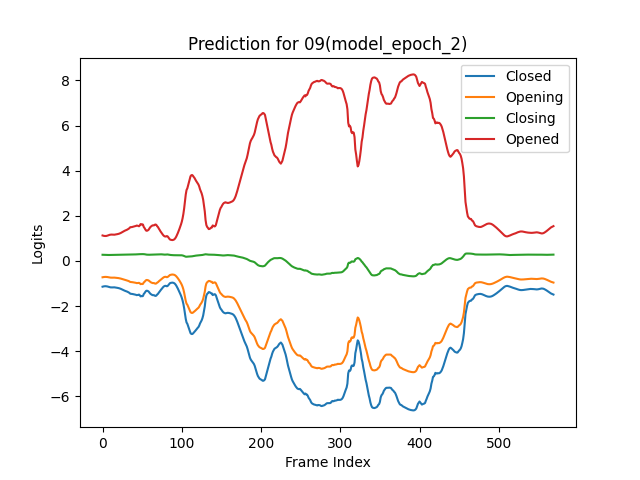 Prediction for 09(model_epoch_2)
Closed
Opening
Closing
Opened
Logits
8
6
4
2
0
−2
−4
−6
0 100 200 300 400 500
Frame Index